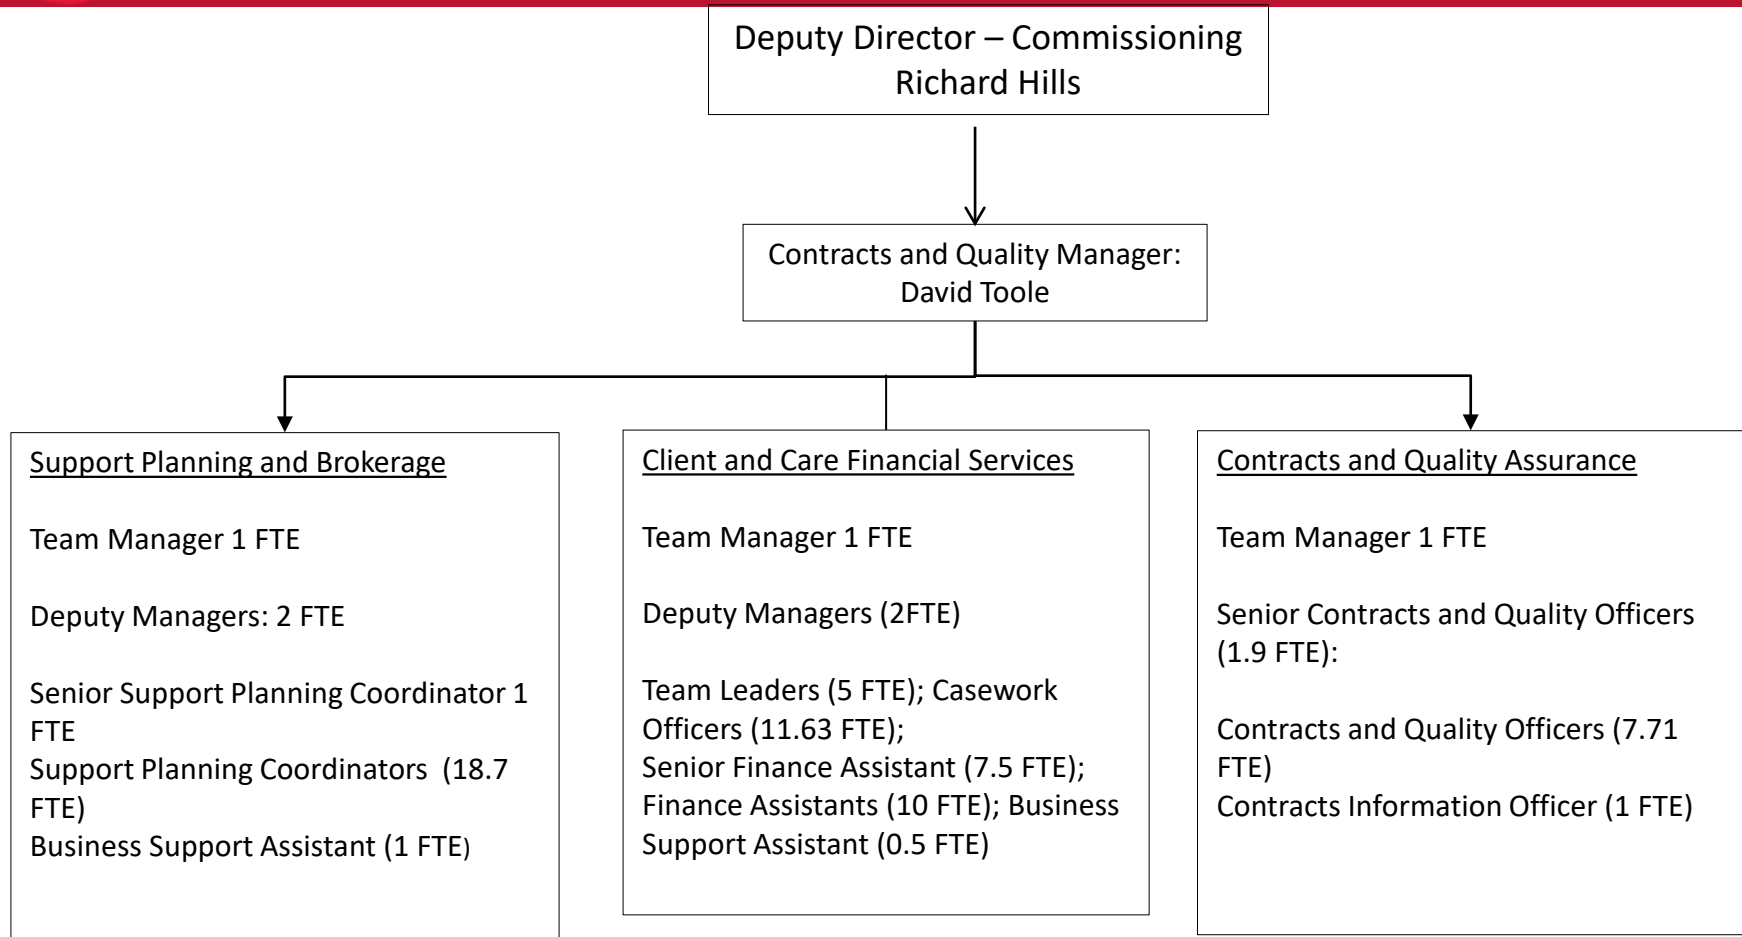 Deputy Director – Commissioning
Richard Hills
Contracts and Quality Manager:
David Toole
Support Planning and Brokerage
Team Manager 1 FTE
Deputy Managers: 2 FTE
Senior Support Planning Coordinator 1
FTE
Support Planning Coordinators  (18.7
FTE)
Business Support Assistant (1 FTE)
Client and Care Financial Services
Team Manager 1 FTE
Deputy Managers (2FTE)
Team Leaders (5 FTE); Casework
Officers (11.63 FTE);
Senior Finance Assistant (7.5 FTE);
Finance Assistants (10 FTE); Business
Support Assistant (0.5 FTE)
Contracts and Quality Assurance
Team Manager 1 FTE
Senior Contracts and Quality Officers
(1.9 FTE):
Contracts and Quality Officers (7.71
FTE)
Contracts Information Officer (1 FTE)